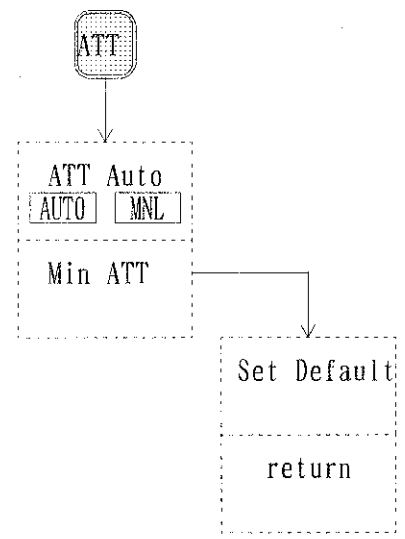 ATT
ATT Auto
AUTO MNL
Min ATT
Set Default
return